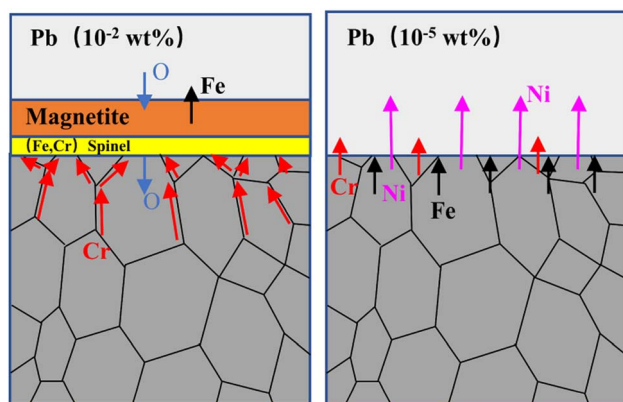 Pb (10⁻² wt%)
O
Fe
Magnetite
(Fe,Cr) Spinel
O
Cr
Pb (10⁻⁵ wt%)
Ni
Cr
Ni
Fe